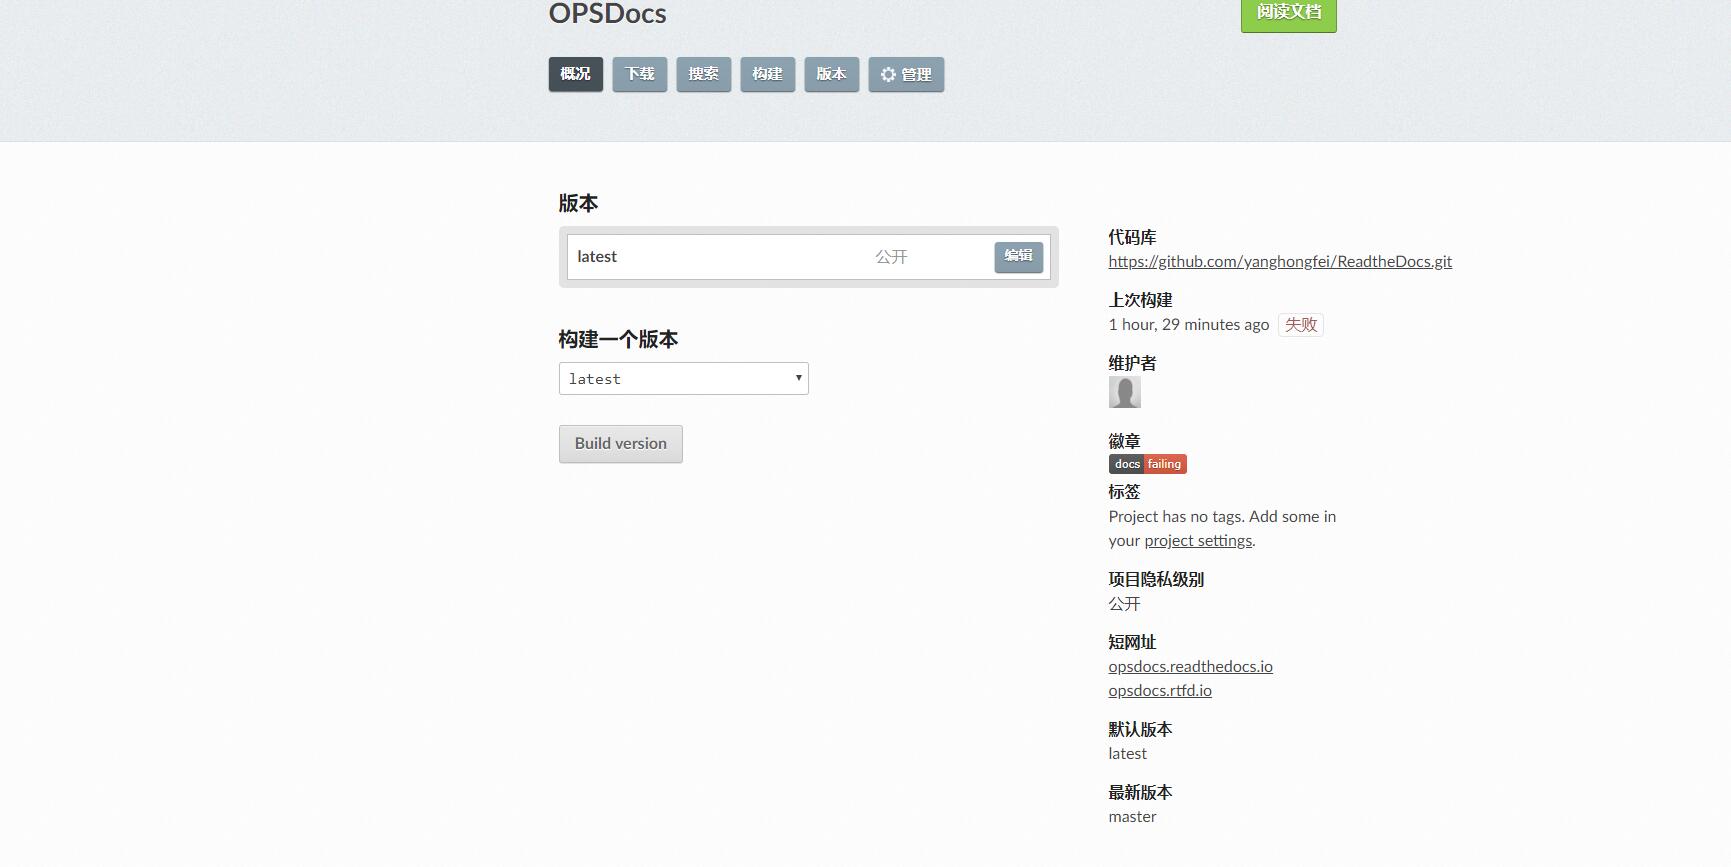 OPSDocs
阅读文档
概况 下载 搜索 构建 版本 管理
版本
latest 公开 编辑
构建一个版本
latest
Build version
代码库
https://github.com/yanghongfei/ReadtheDocs.git
上次构建
1 hour, 29 minutes ago 失败
维护者
徽章
docs failing
标签
Project has no tags. Add some in
your project settings.
项目隐私级别
公开
短网址
opsdocs.readthedocs.io
opsdocs.rtfd.io
默认版本
latest
最新版本
master